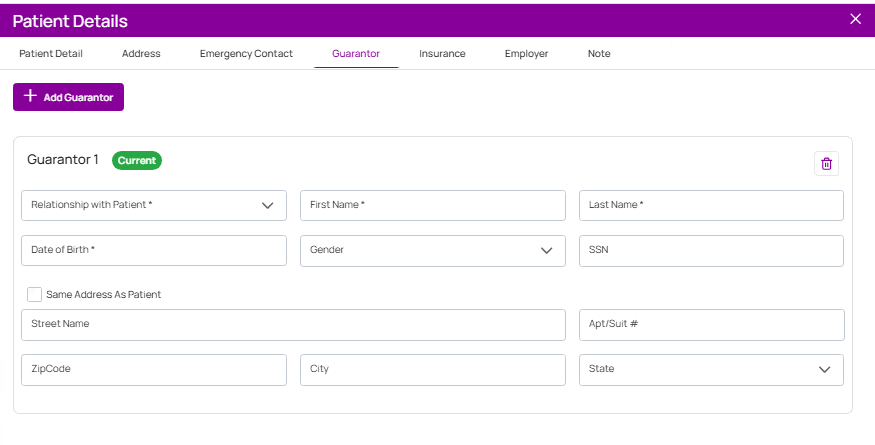 Patient Details
Patient Detail Address Emergency Contact Guarantor Insurance Employer Note
Add Guarantor
Guarantor 1 Current
Relationship with Patient * First Name * Last Name *
Date of Birth * Gender SSN
Same Address As Patient
Street Name Apt/Suit #
ZipCode City State